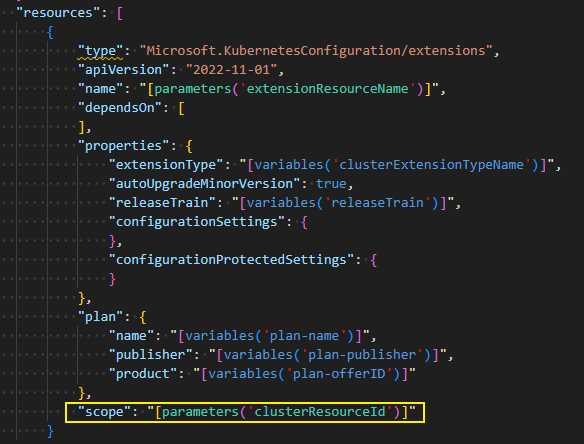 "resources": [
{
"type": "Microsoft.KubernetesConfiguration/extensions",
"apiVersion": "2022-11-01",
"name": "[parameters('extensionResourceName')]",
"dependsOn": [
],
"properties": {
"extensionType": "[variables('clusterExtensionTypeName')]",
"autoUpgradeMinorVersion": true,
"releaseTrain": "[variables('releaseTrain')]",
"configurationSettings": {
},
"configurationProtectedSettings": {
}
},
"plan": {
"name": "[variables('plan-name')]",
"publisher": "[variables('plan-publisher')]",
"product": "[variables('plan-offerID')]"
},
"scope": "[parameters('clusterResourceId')]"
}